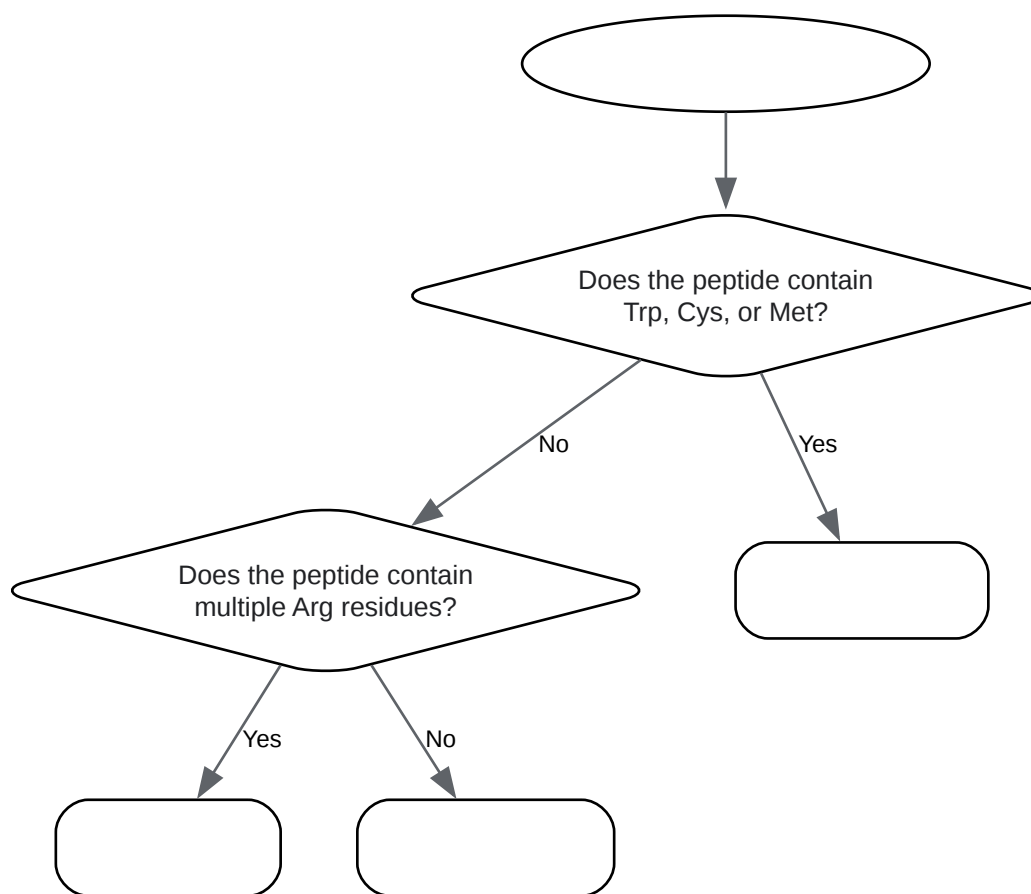 Does the peptide contain
Trp, Cys, or Met?
No
Yes
Does the peptide contain
multiple Arg residues?
Yes
No